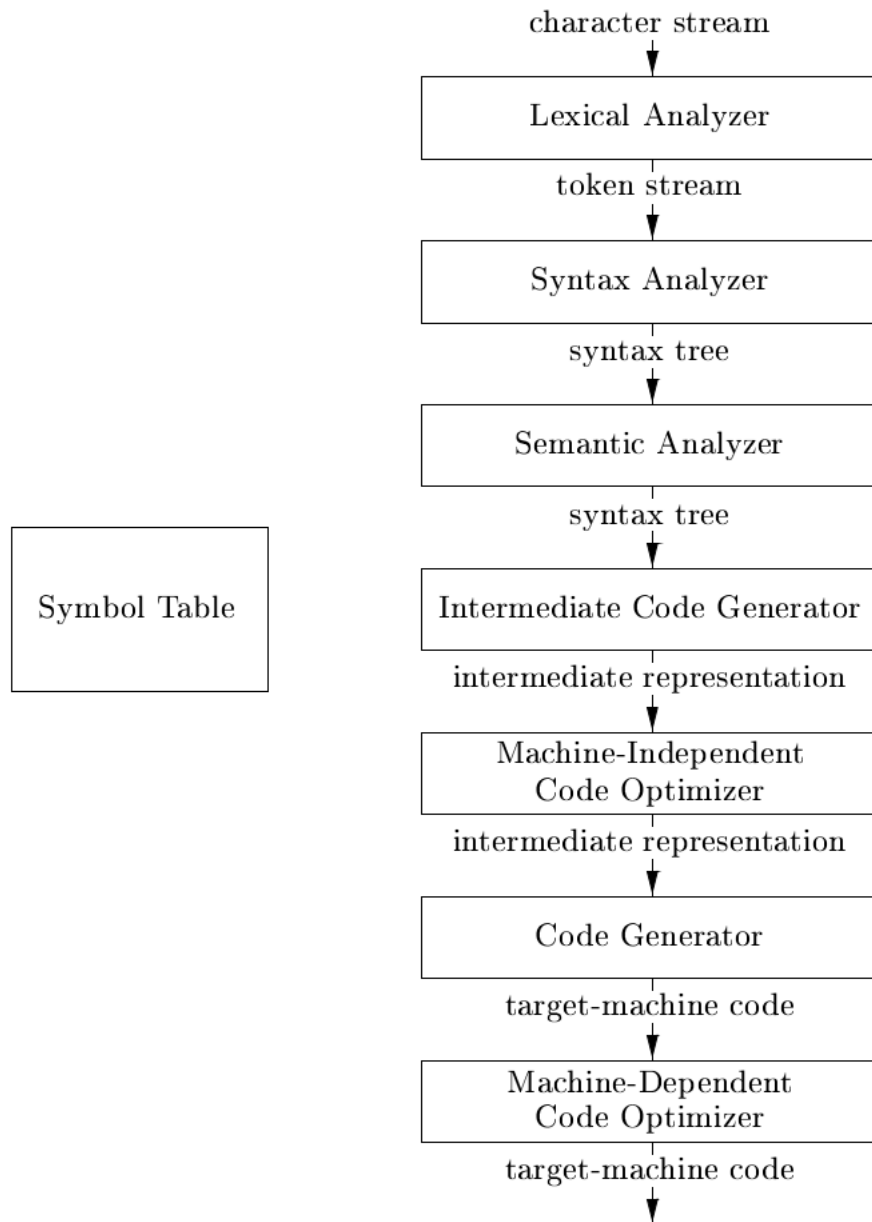 character stream
Lexical Analyzer
token stream
Syntax Analyzer
syntax tree
Semantic Analyzer
syntax tree
Symbol Table
Intermediate Code Generator
intermediate representation
Machine-Independent
Code Optimizer
intermediate representation
Code Generator
target-machine code
Machine-Dependent
Code Optimizer
target-machine code